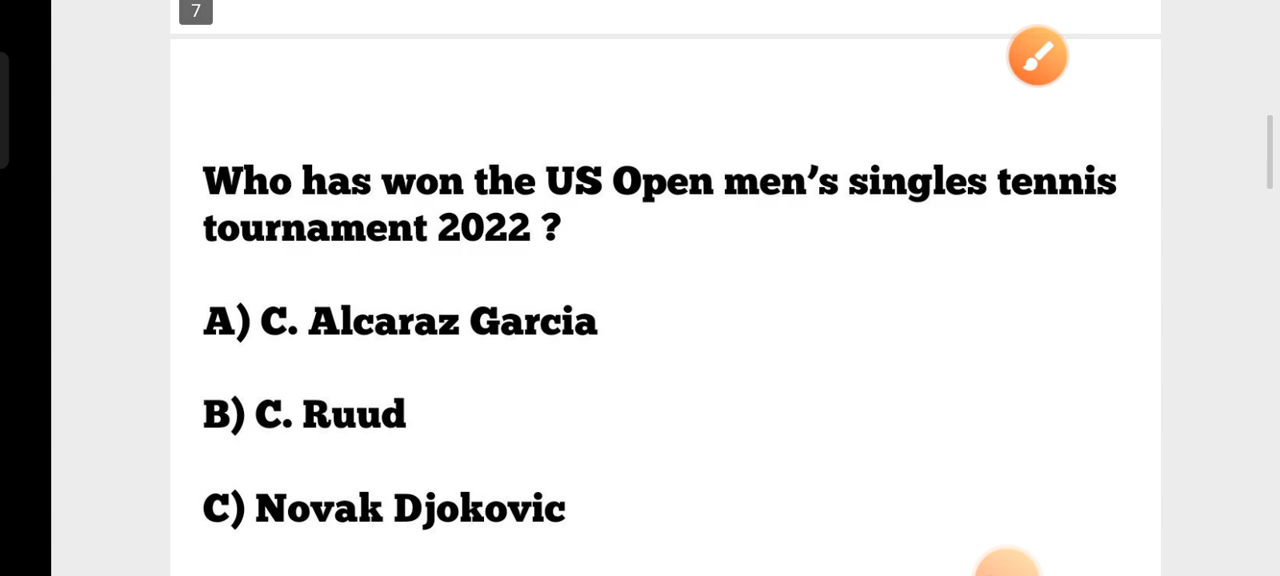 7
Who has won the US Open men’s singles tennis
tournament 2022 ?
A) C. Alcaraz Garcia
B) C. Ruud
C) Novak Djokovic